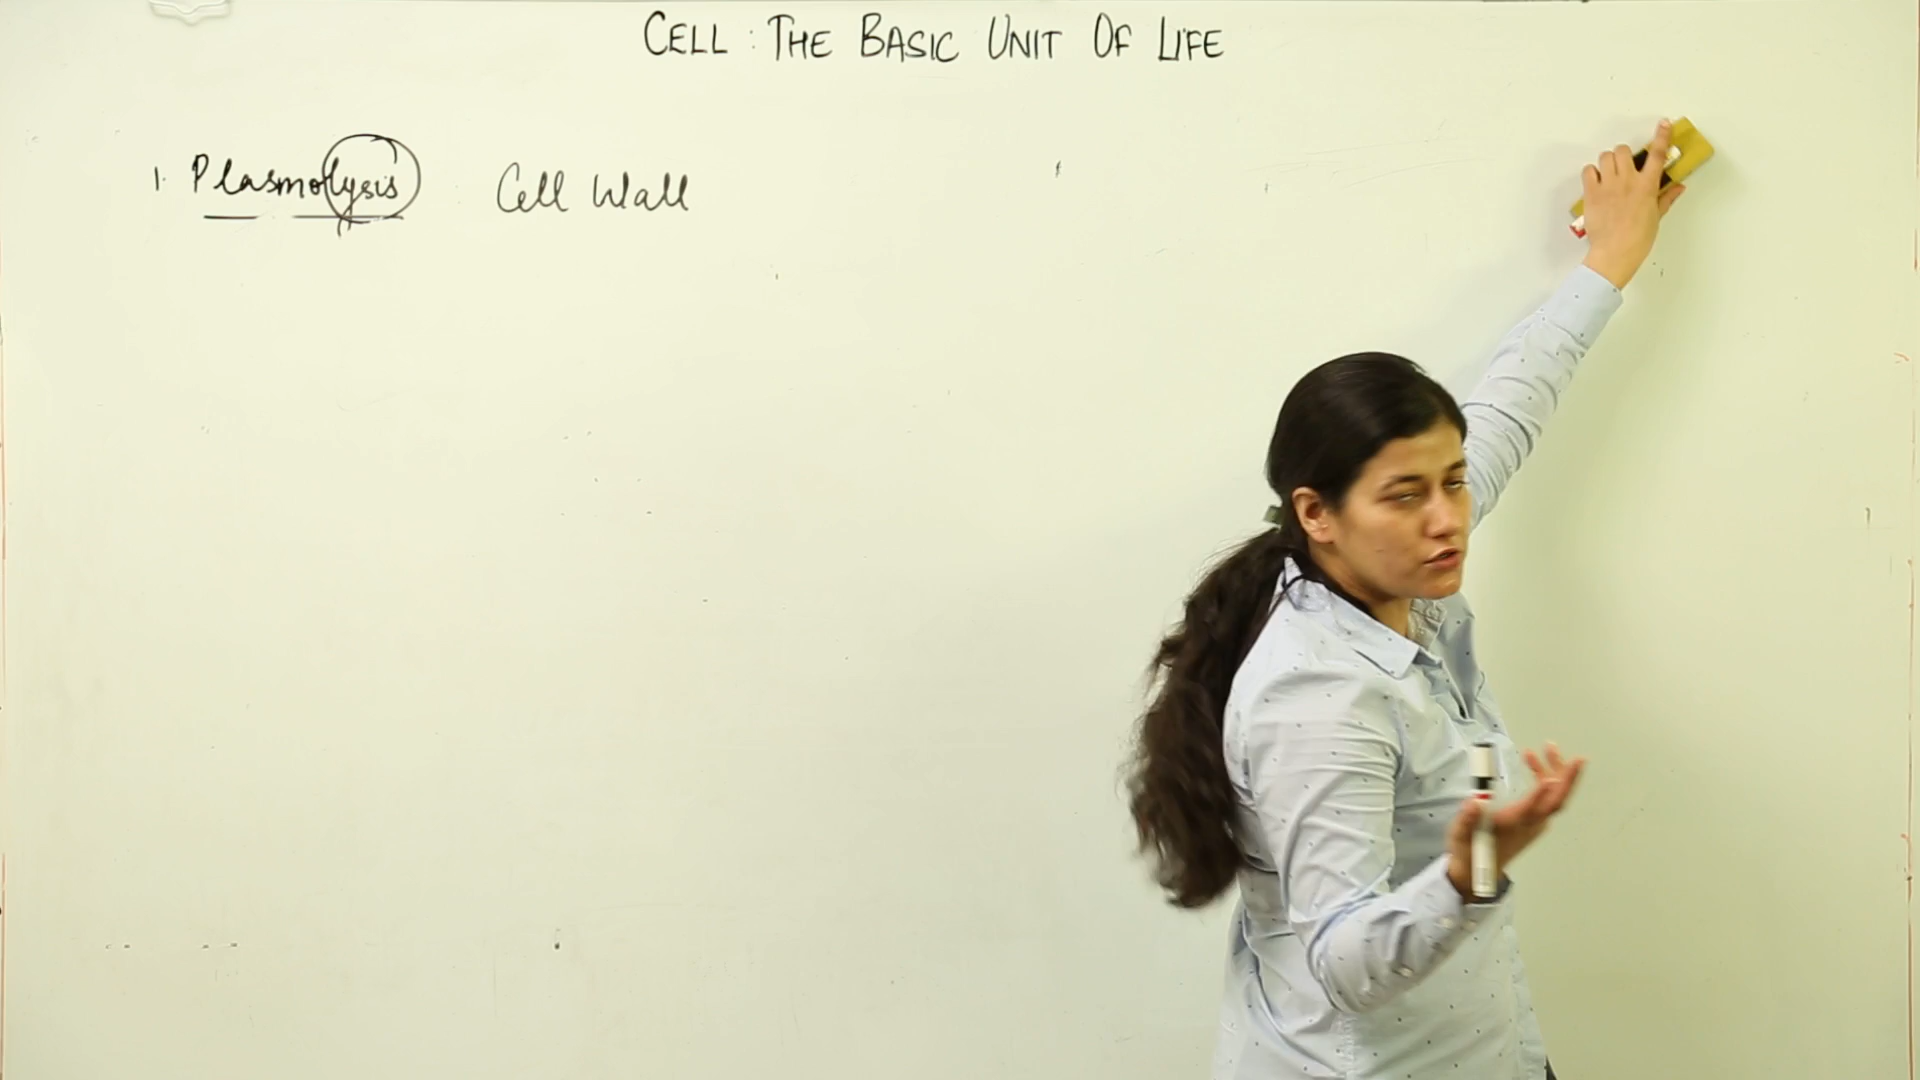 CELL : THE BASIC UNIT OF LIFE
1. Plasmolysis Cell Wall